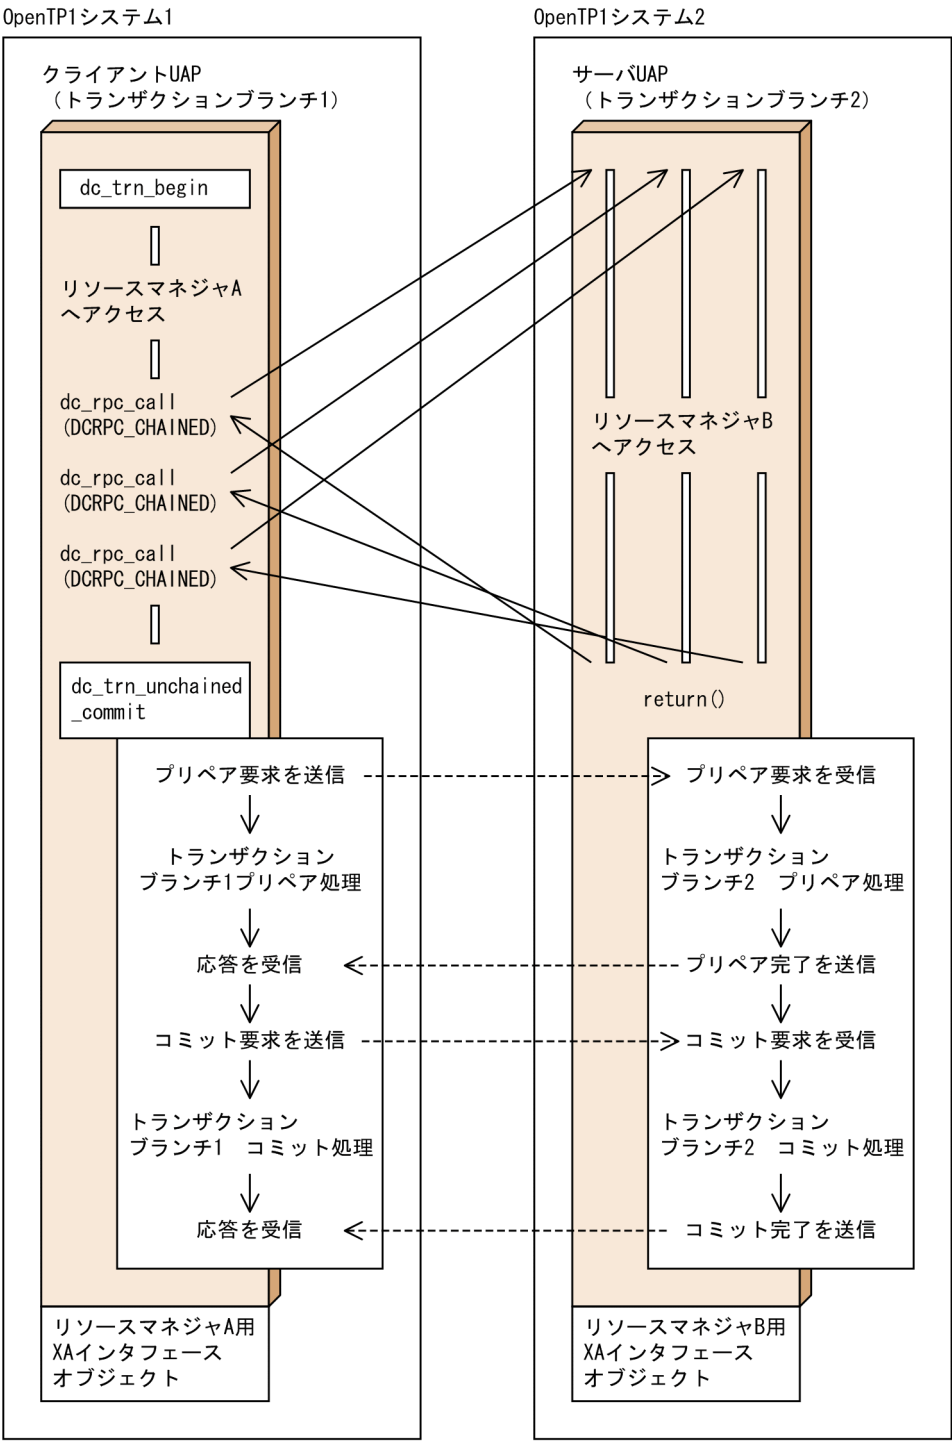 OpenTP1システム1
クライアントUAP
（トランザクションブランチ1）
dc_trn_begin
リソースマネジャA
へアクセス
dc_rpc_call
(DCRPC_CHAINED)
dc_rpc_call
(DCRPC_CHAINED)
dc_rpc_call
(DCRPC_CHAINED)
dc_trn_unchained
_commit
プリペア要求を送信
トランザクション
ブランチ1プリペア処理
応答を受信
コミット要求を送信
トランザクション
ブランチ1　コミット処理
応答を受信
リソースマネジャA用
XAインタフェース
オブジェクト
OpenTP1システム2
サーバUAP
（トランザクションブランチ2）
リソースマネジャB
へアクセス
return()
プリペア要求を受信
トランザクション
ブランチ2　プリペア処理
プリペア完了を送信
コミット要求を受信
トランザクション
ブランチ2　コミット処理
コミット完了を送信
リソースマネジャB用
XAインタフェース
オブジェクト